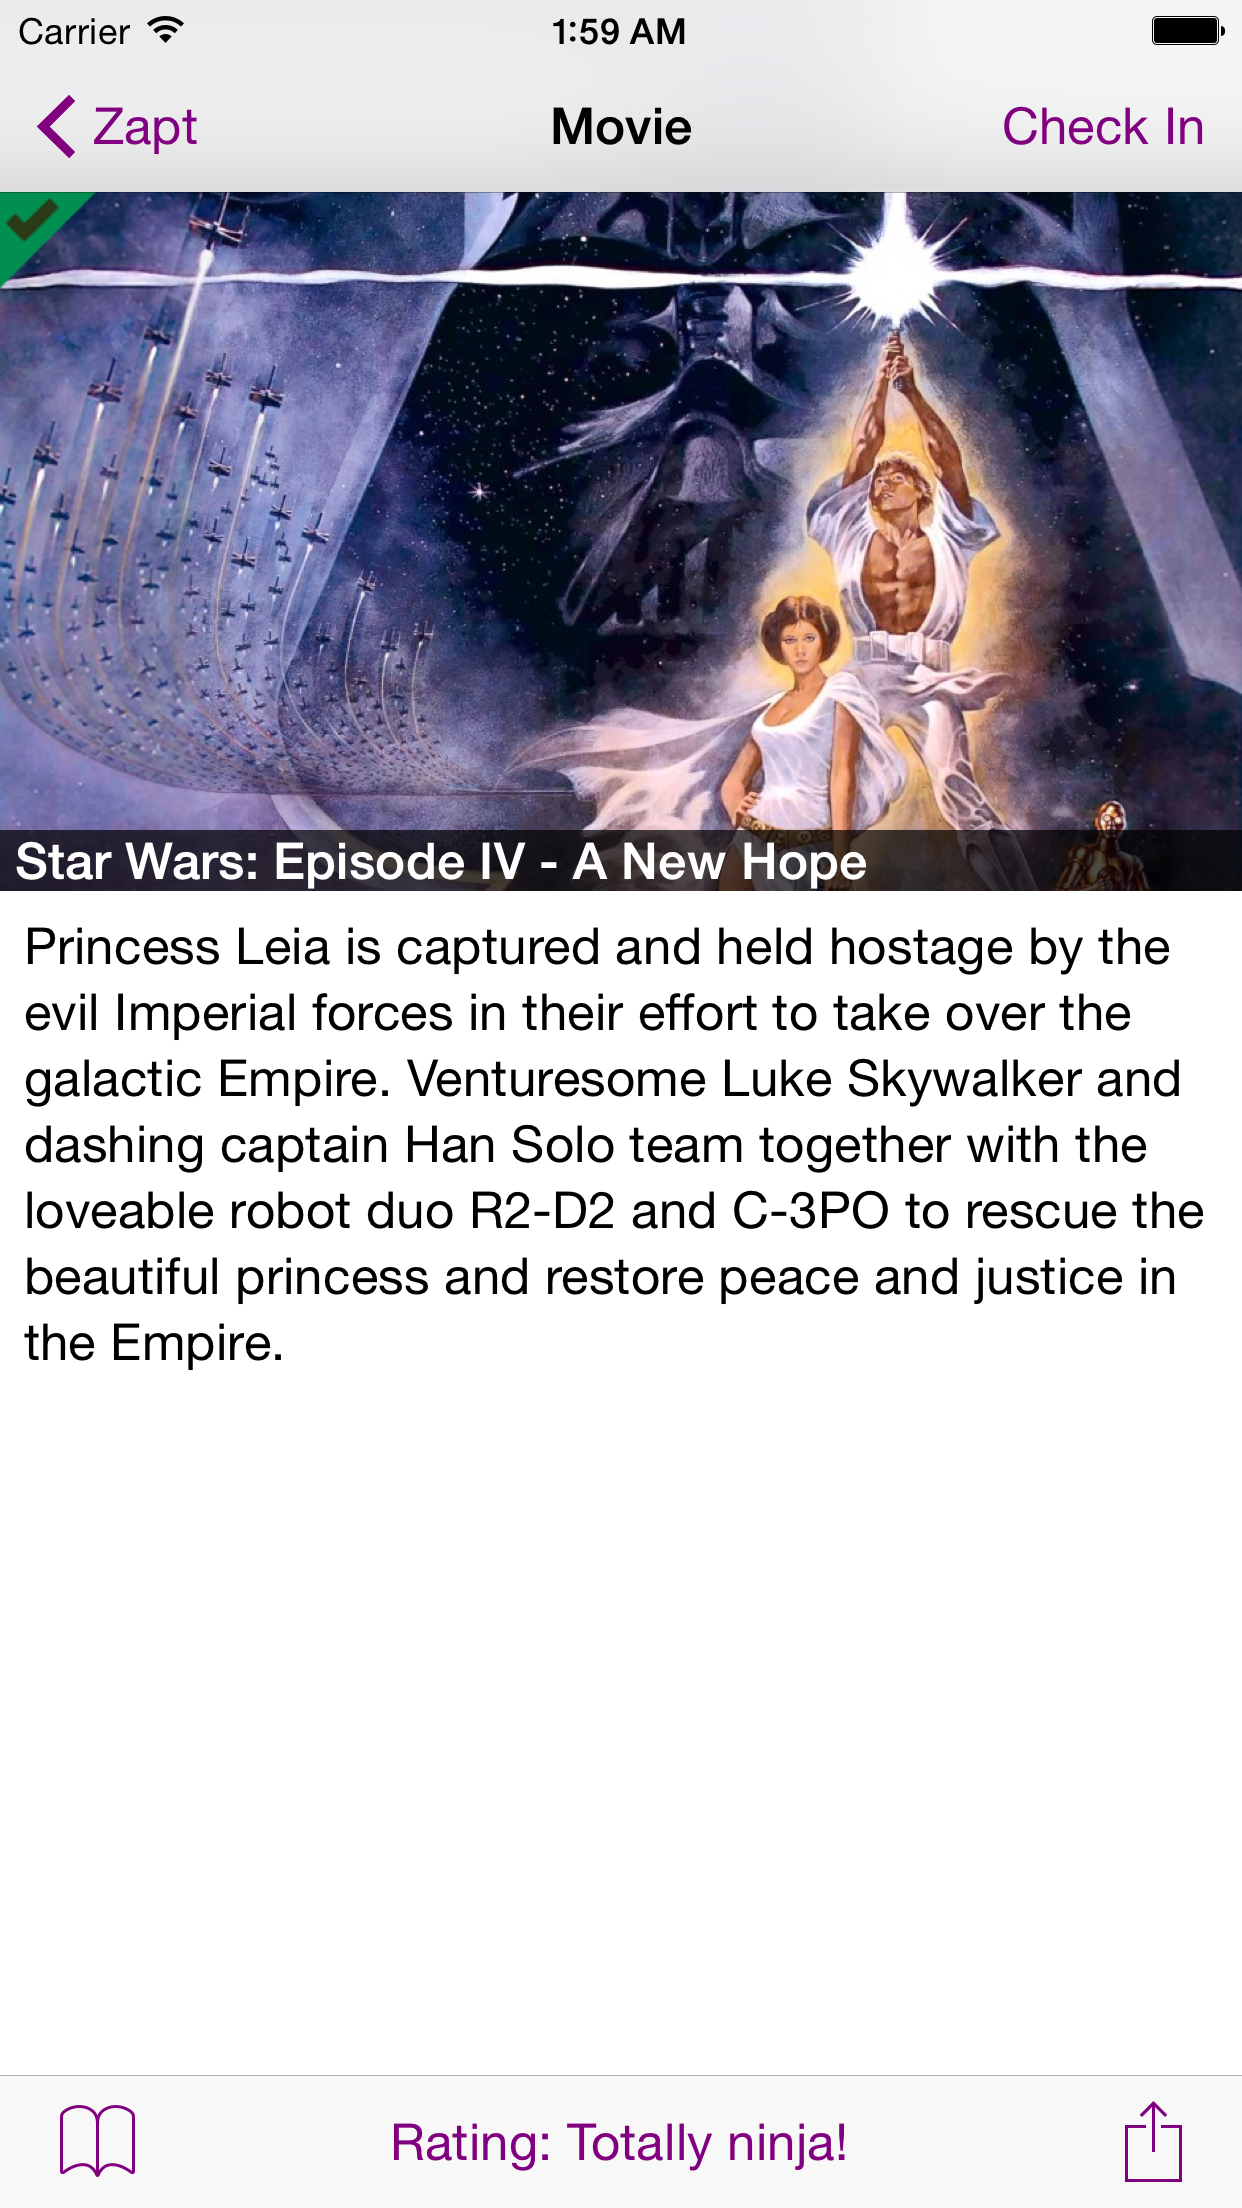 Carrier 1:59 AM
Zapt Movie Check In
Star Wars: Episode IV - A New Hope
Princess Leia is captured and held hostage by the
evil Imperial forces in their effort to take over the
galactic Empire. Venturesome Luke Skywalker and
dashing captain Han Solo team together with the
loveable robot duo R2-D2 and C-3PO to rescue the
beautiful princess and restore peace and justice in
the Empire.
Rating: Totally ninja!